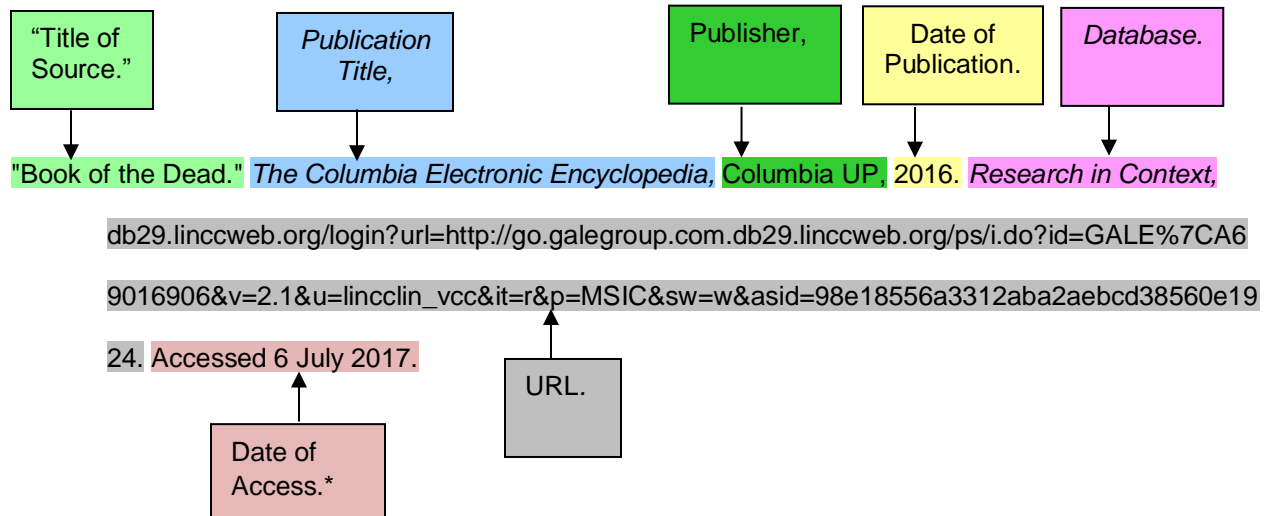 “Title of
Source.”
Publication
Title,
Publisher,
Date of
Publication.
Database.
"Book of the Dead." The Columbia Electronic Encyclopedia, Columbia UP, 2016. Research in Context,
db29.linccweb.org/login?url=http://go.galegroup.com.db29.linccweb.org/ps/i.do?id=GALE%7CA6
9016906&v=2.1&u=lincclin_vcc&it=r&p=MSIC&sw=w&asid=98e18556a3312aba2aebcd38560e19
24. Accessed 6 July 2017.
URL.
Date of
Access.*